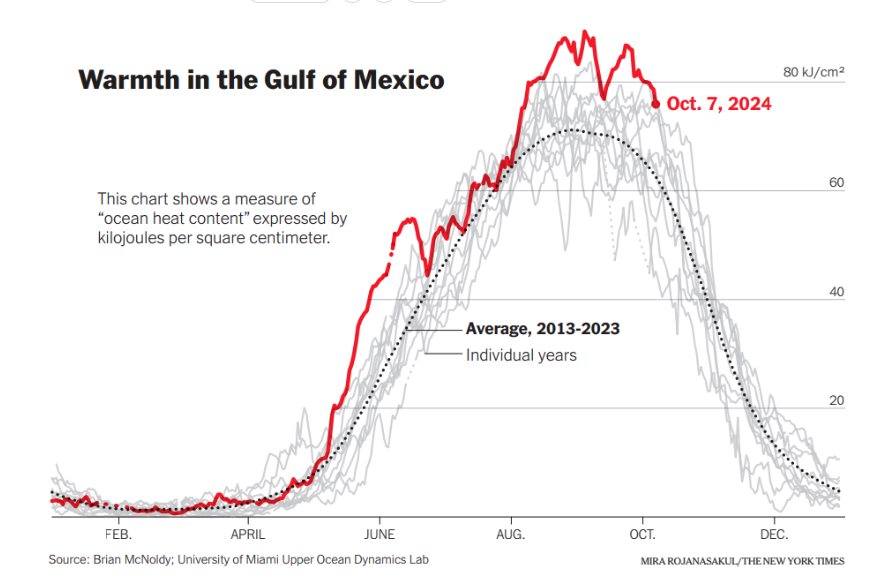 Warmth in the Gulf of Mexico
80 kJ/cm²
Oct. 7, 2024
This chart shows a measure of
“ocean heat content” expressed by
kilojoules per square centimeter.
60
40
Average, 2013-2023
Individual years
20
FEB.
APRIL
JUNE
AUG.
OCT.
DEC.
Source: Brian McNoldy; University of Miami Upper Ocean Dynamics Lab
MIRA ROJANASAKUL/THE NEW YORK TIMES